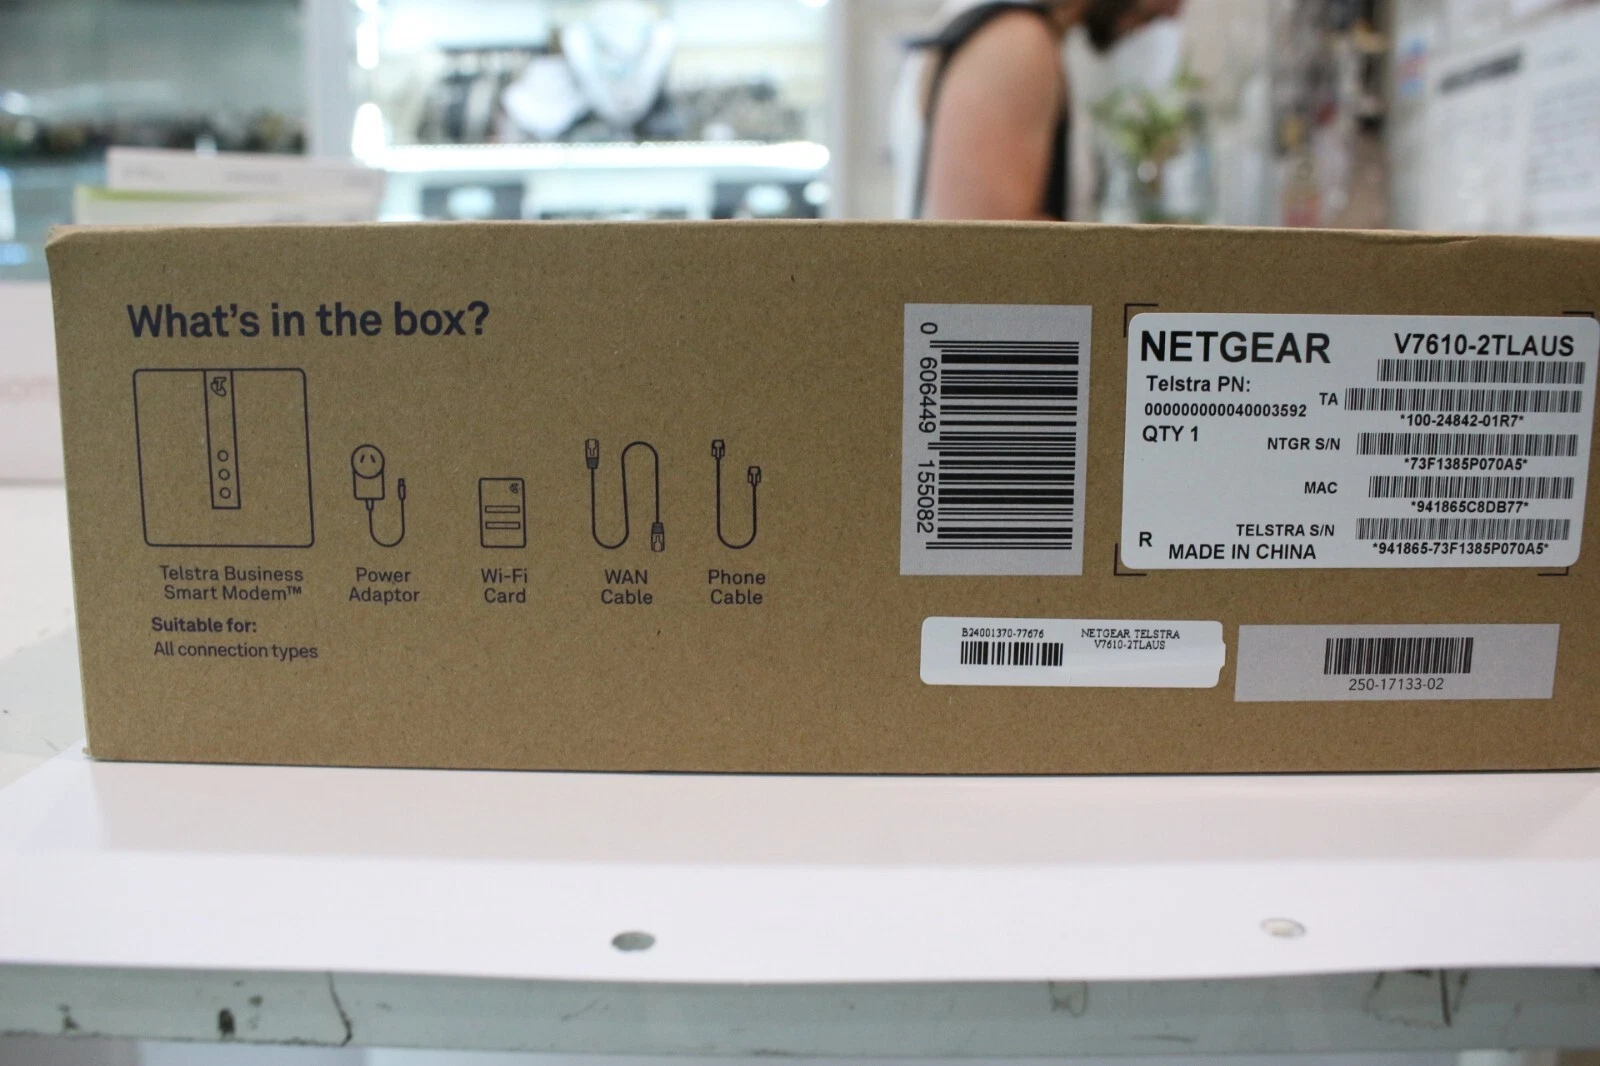 What's in the box?
Telstra Business
Smart Modem™
Power
Adaptor
Wi-Fi
Card
WAN
Cable
Phone
Cable
Suitable for:
All connection types
0 606449 155082
NETGEAR
V7610-2TLAUS
Telstra PN:
000000000040003592
TA
*100-24842-01R7*
QTY 1
NTGR S/N
*73F1385P070A5*
MAC
*941865C8DB77*
R
TELSTRA S/N
MADE IN CHINA
*941865-73F1385P070A5*
B24001370-77676
NETGEAR TELSTRA
V7610-2TLAUS
250-17133-02